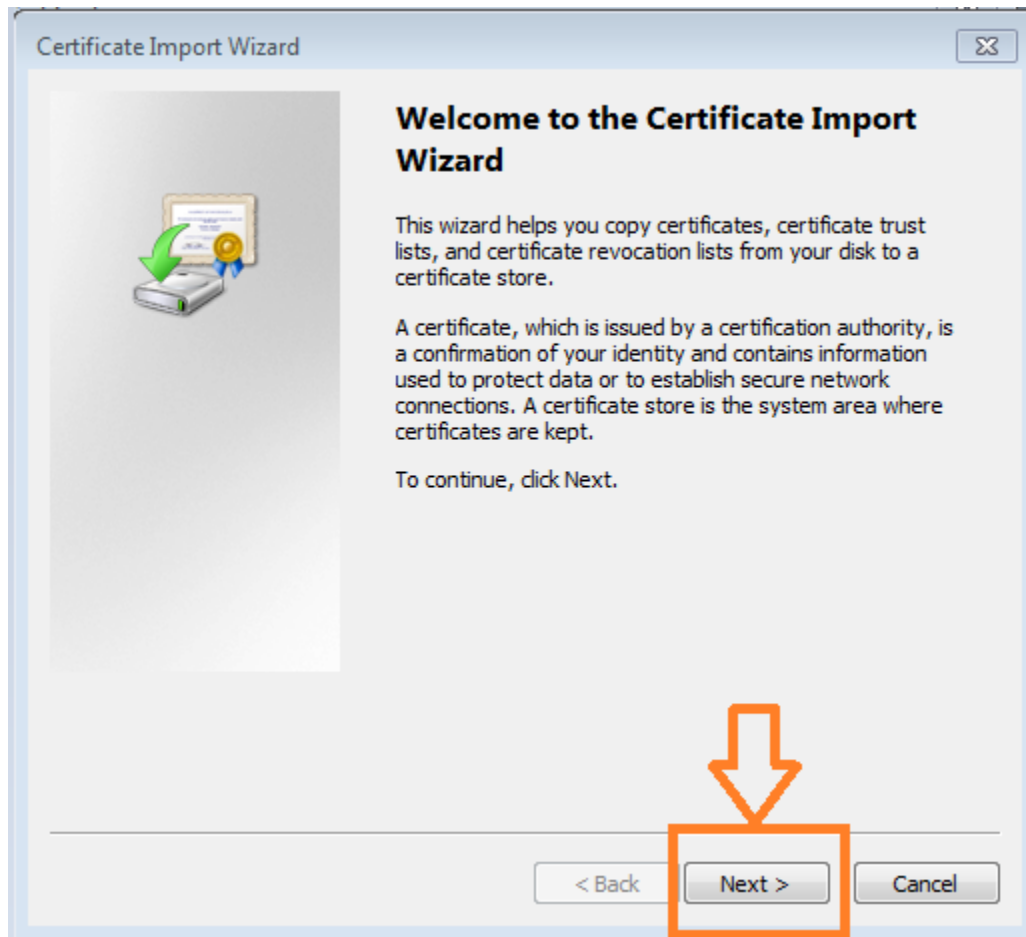 Certificate Import Wizard
Welcome to the Certificate Import
Wizard
This wizard helps you copy certificates, certificate trust
lists, and certificate revocation lists from your disk to a
certificate store.
A certificate, which is issued by a certification authority, is
a confirmation of your identity and contains information
used to protect data or to establish secure network
connections. A certificate store is the system area where
certificates are kept.
To continue, click Next.
< Back Next > Cancel